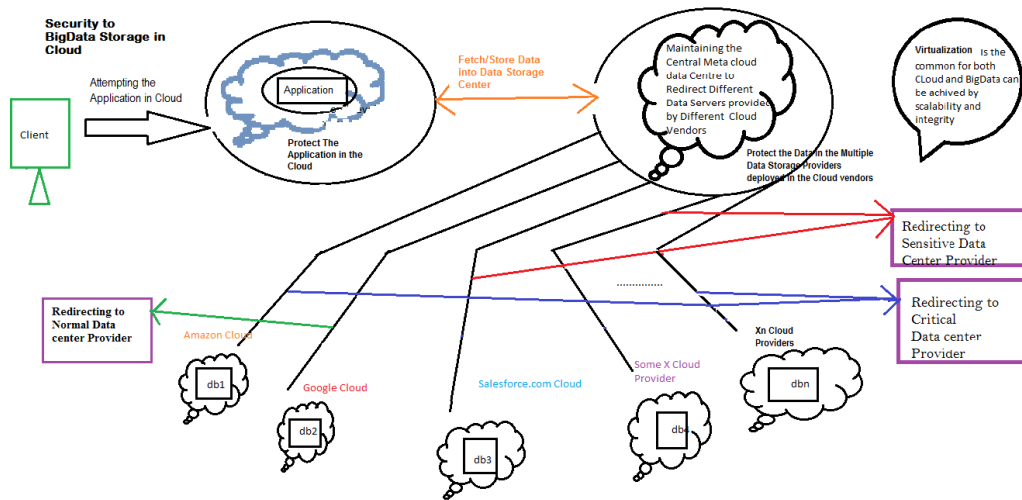 Security to
BigData Storage in
Cloud
Attempting the
Application in Cloud
Client
Application
Protect The
Application in the
Cloud
Fetch/Store Data
into Data Storage
Center
Maintaining the
Central Meta cloud
data Centre to
Redirect Different
Data Servers provided
by Different Cloud
Vendors
Protect the Data in the Multiple
Data Storage Providers
deployed in the Cloud vendors
Virtualization Is the
common for both
CLoud and BigData can
be achived by
scalability and
integrity
Redirecting to
Sensitive Data
Center Provider
Redirecting to
Critical
Data center
Provider
Redirecting to
Normal Data
center Provider
...............
Amazon Cloud
Google Cloud
Salesforce.com Cloud
Some X Cloud
Provider
Xn Cloud
Providers
db1
db2
db3
db4
dbn